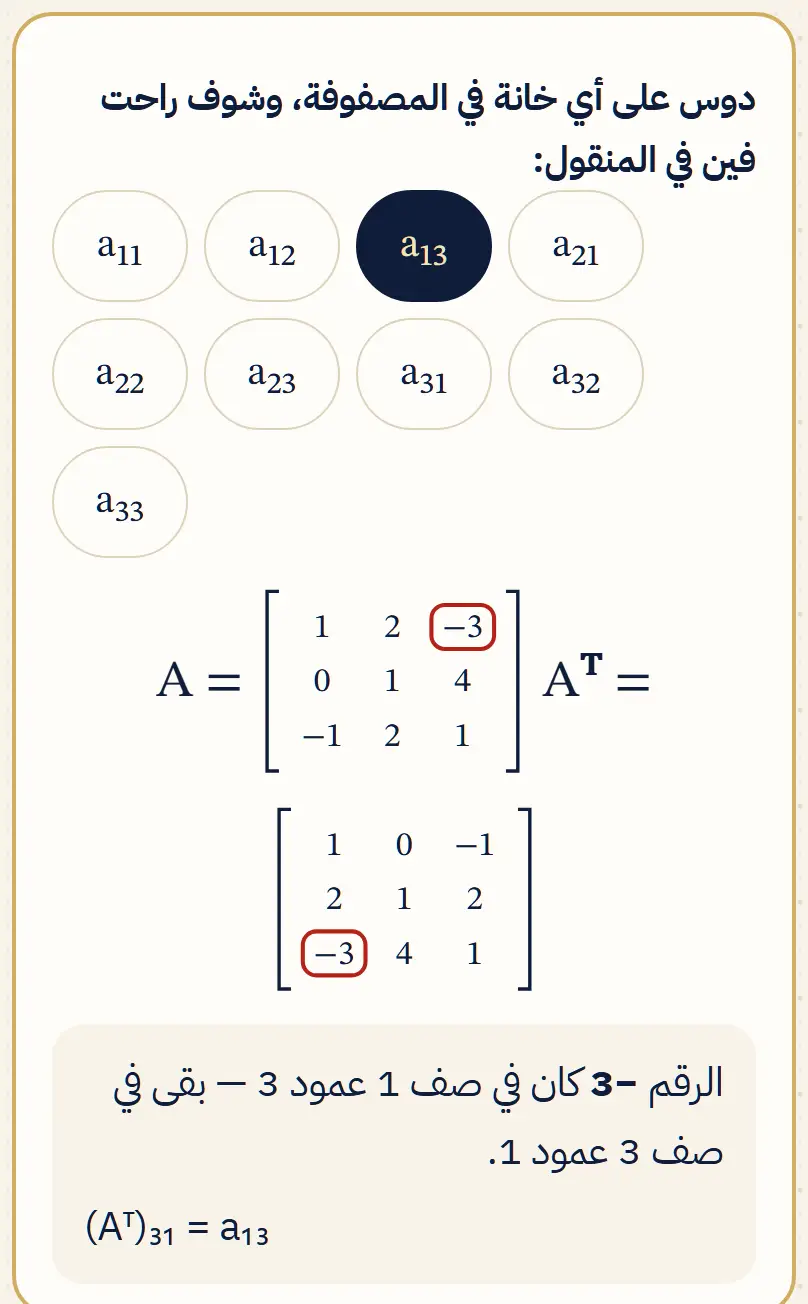 دوس على أي خانة في المصفوفة، وشوف راحت
فين في المنقول:
a₁₁ a₁₂ a₁₃ a₂₁
a₂₂ a₂₃ a₃₁ a₃₂
a₃₃
1 2 −3
A = 0 1 4 Aᵀ =
−1 2 1
1 0 −1
2 1 2
−3 4 1
الرقم −3 كان في صف 1 عمود 3 — بقى في
صف 3 عمود 1.
(Aᵀ)₃₁ = a₁₃